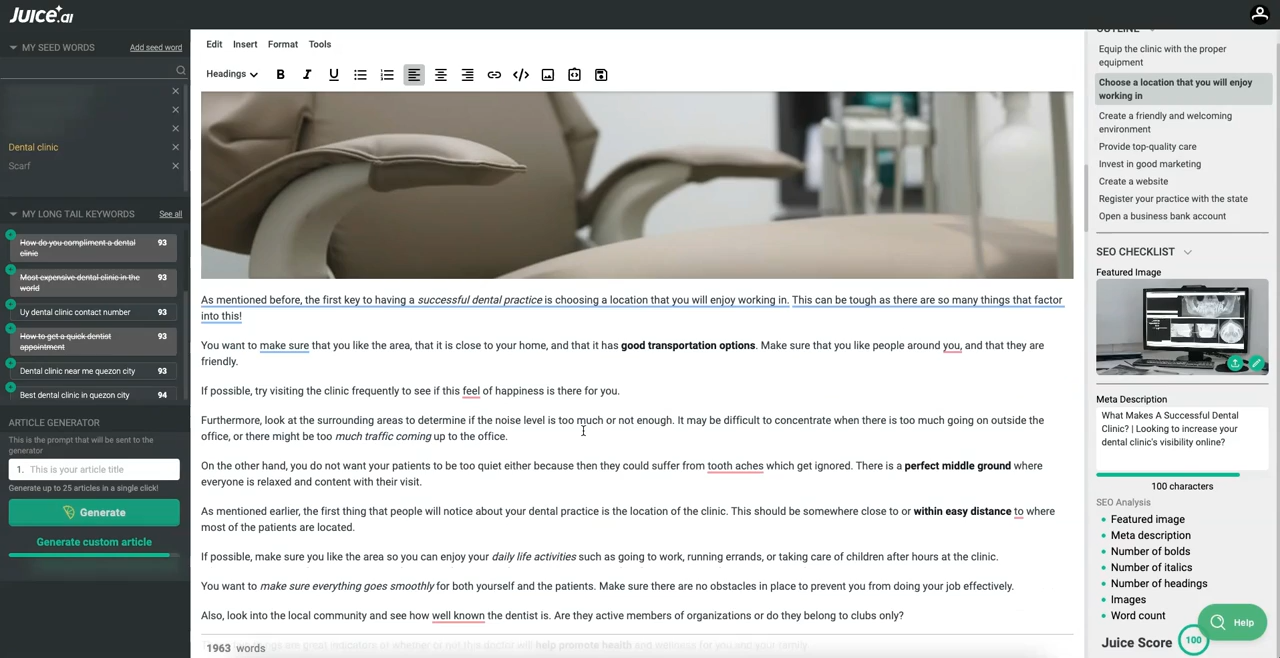 Juice.ai
MY SEED WORDS
Add seed word
Dental clinic
Scarf
MY LONG TAIL KEYWORDS
See all
How do you compliment a dental
clinic
93
Most expensive dental clinic in the
world
93
Uy dental clinic contact number
93
How to get a quick dentist
appointment
93
Dental clinic near me quezon city
93
Best dental clinic in quezon city
94
ARTICLE GENERATOR
This is the prompt that will be sent to the
generator
1. This is your article title
Generate up to 25 articles in a single click!
Generate
Generate custom article
Edit Insert Format Tools
Headings
B I U
As mentioned before, the first key to having a successful dental practice is choosing a location that you will enjoy working in. This can be tough as there are so many things that factor
into this!
You want to make sure that you like the area, that it is close to your home, and that it has good transportation options. Make sure that you like people around you, and that they are
friendly.
If possible, try visiting the clinic frequently to see if this feel of happiness is there for you.
Furthermore, look at the surrounding areas to determine if the noise level is too much or not enough. It may be difficult to concentrate when there is too much going on outside the
office, or there might be too much traffic coming up to the office.
On the other hand, you do not want your patients to be too quiet either because then they could suffer from tooth aches which get ignored. There is a perfect middle ground where
everyone is relaxed and content with their visit.
As mentioned earlier, the first thing that people will notice about your dental practice is the location of the clinic. This should be somewhere close to or within easy distance to where
most of the patients are located.
If possible, make sure you like the area so you can enjoy your daily life activities such as going to work, running errands, or taking care of children after hours at the clinic.
You want to make sure everything goes smoothly for both yourself and the patients. Make sure there are no obstacles in place to prevent you from doing your job effectively.
Also, look into the local community and see how well known the dentist is. Are they active members of organizations or do they belong to clubs only?
help promote health and wellness for you and your family
1963 words
OUTLINE
Equip the clinic with the proper
equipment
Choose a location that you will enjoy
working in
Create a friendly and welcoming
environment
Provide top-quality care
Invest in good marketing
Create a website
Register your practice with the state
Open a business bank account
SEO CHECKLIST
Featured Image
Meta Description
What Makes A Successful Dental
Clinic? | Looking to increase your
dental clinic's visibility online?
100 characters
SEO Analysis
Featured image
Meta description
Number of bolds
Number of italics
Number of headings
Images
Word count
Juice Score 100
Help